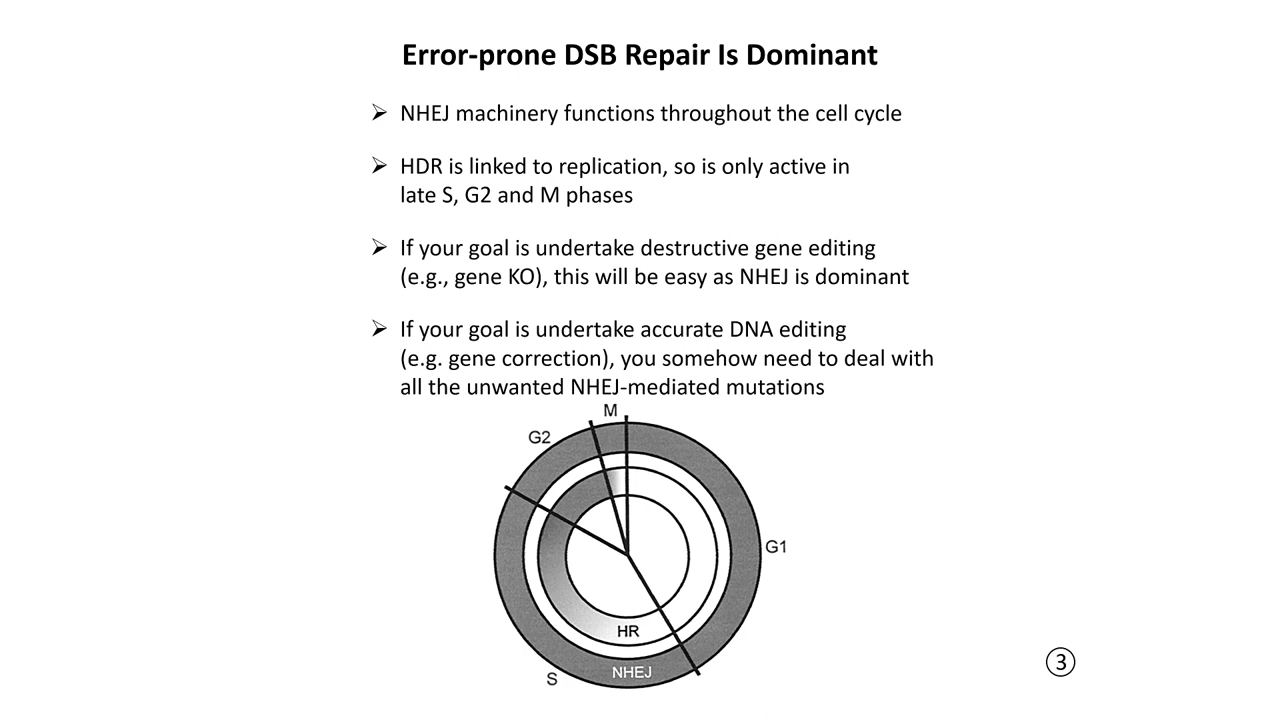 Error-prone DSB Repair Is Dominant
➢ NHEJ machinery functions throughout the cell cycle
➢ HDR is linked to replication, so is only active in
late S, G2 and M phases
➢ If your goal is undertake destructive gene editing
(e.g., gene KO), this will be easy as NHEJ is dominant
➢ If your goal is undertake accurate DNA editing
(e.g. gene correction), you somehow need to deal with
all the unwanted NHEJ-mediated mutations
M
G2
G1
HR
NHEJ
S
3